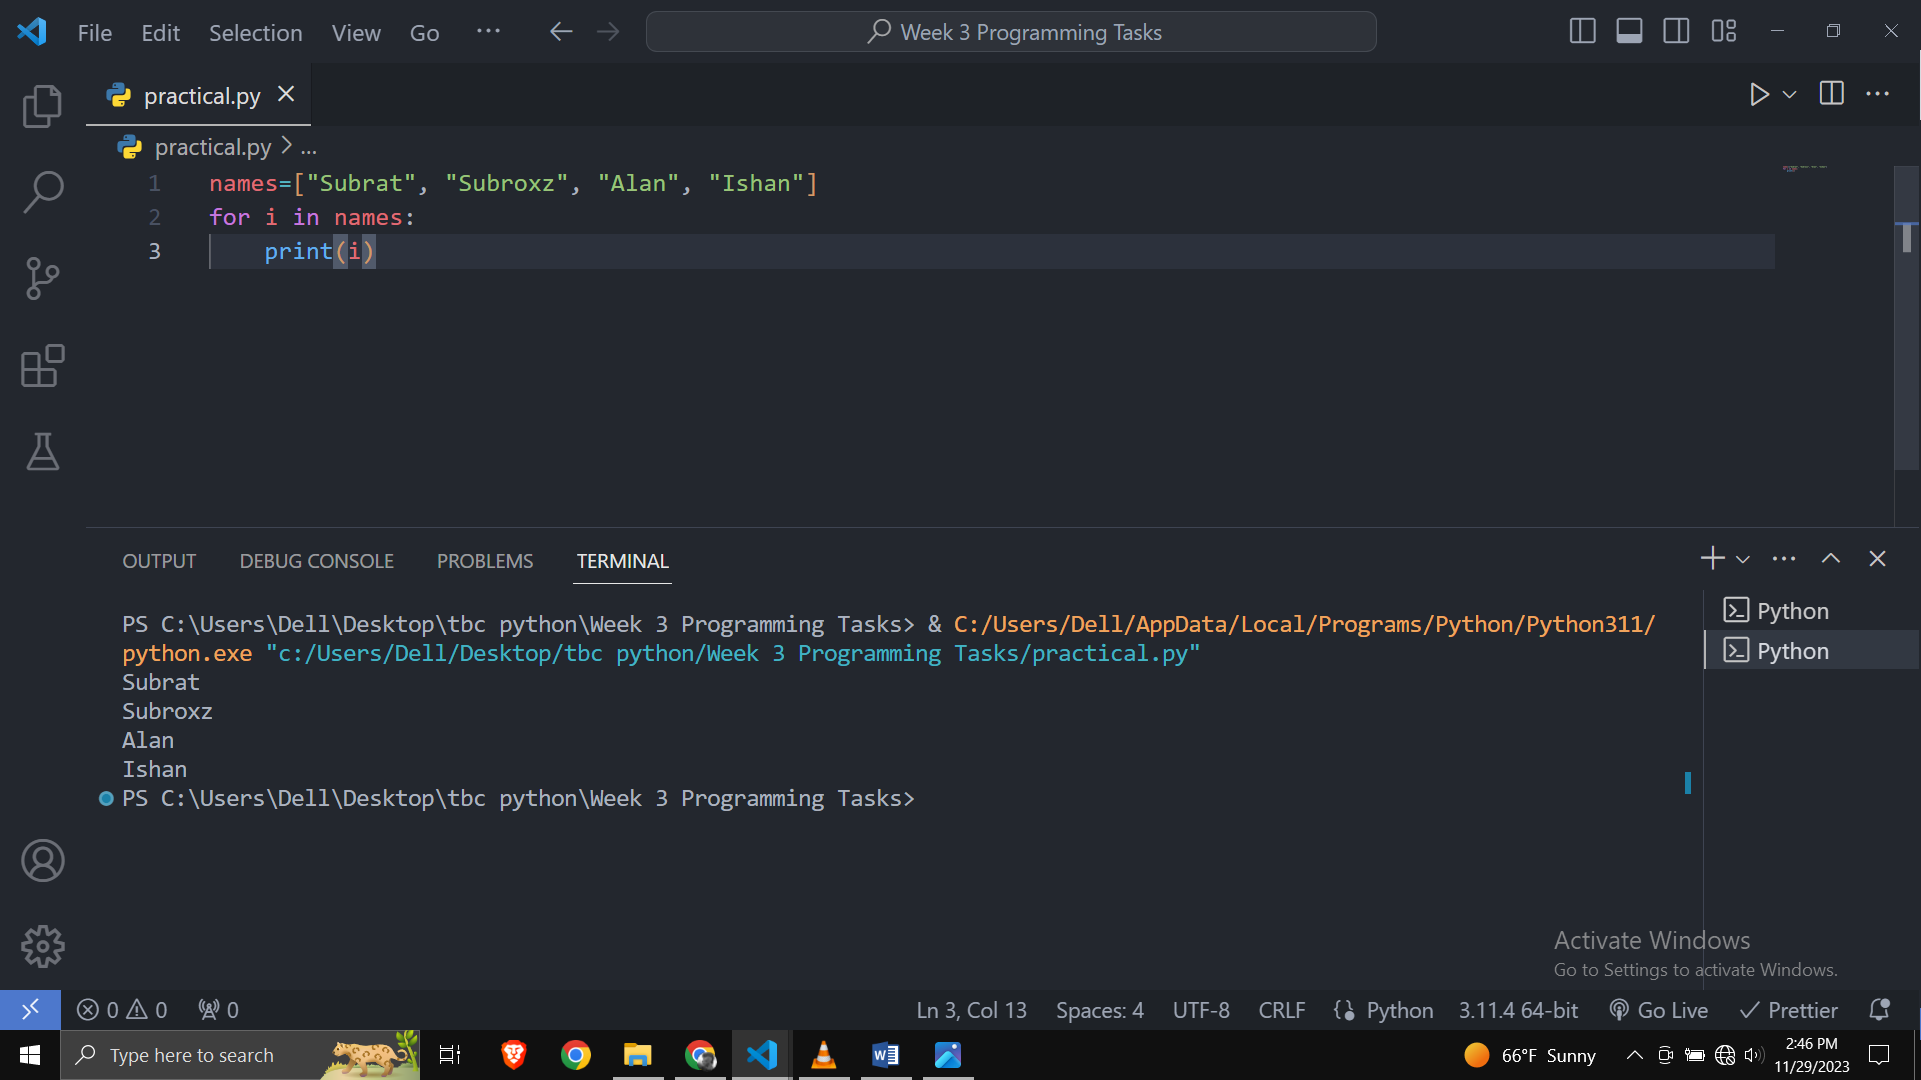 File Edit Selection View Go ... Week 3 Programming Tasks
practical.py
practical.py > ...
1 names=["Subrat", "Subroxz", "Alan", "Ishan"]
2 for i in names:
3     print(i)
OUTPUT DEBUG CONSOLE PROBLEMS TERMINAL
PS C:\Users\Dell\Desktop\tbc python\Week 3 Programming Tasks> & C:/Users/Dell/AppData/Local/Programs/Python/Python311/
python.exe "c:/Users/Dell/Desktop/tbc python/Week 3 Programming Tasks/practical.py"
Subrat
Subroxz
Alan
Ishan
PS C:\Users\Dell\Desktop\tbc python\Week 3 Programming Tasks>
Python
Python
Activate Windows
Go to Settings to activate Windows.
0 0 0 Ln 3, Col 13 Spaces: 4 UTF-8 CRLF Python 3.11.4 64-bit Go Live Prettier
Type here to search 66°F Sunny 2:46 PM
11/29/2023